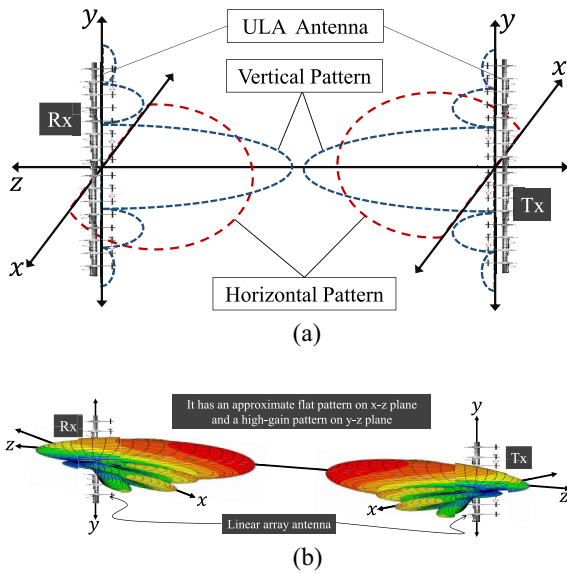 y
ULA Antenna
y
x
Vertical Pattern
Rx
z
Tx
x
Horizontal Pattern
(a)
It has an approximate flat pattern on x-z plane
and a high-gain pattern on y-z plane
y
Rx
Tx
z
x
x
z
y
Linear array antenna
(b)